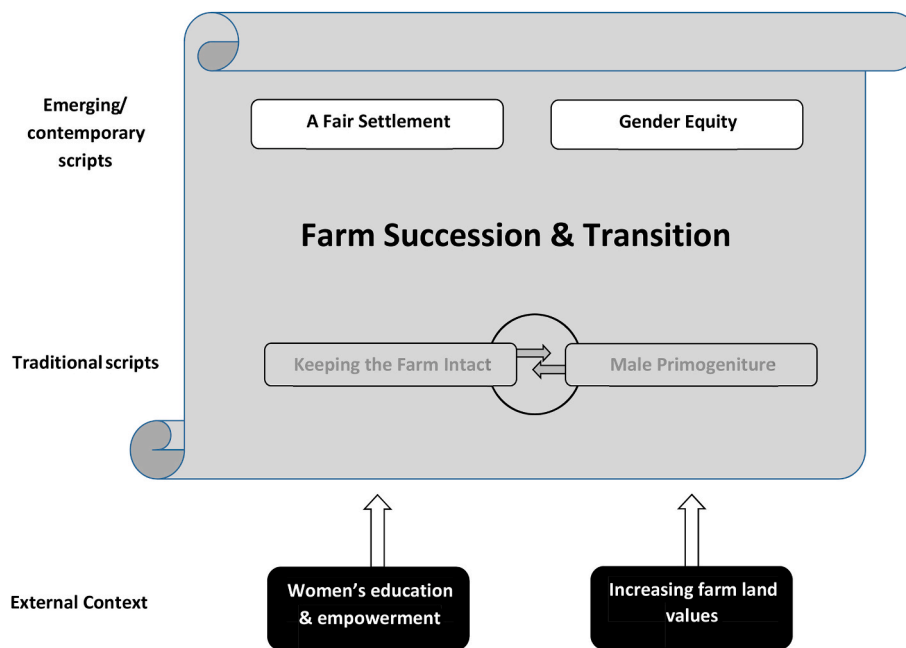 Emerging/
contemporary
scripts
A Fair Settlement
Gender Equity
Farm Succession & Transition
Traditional scripts
Keeping the Farm Intact
Male Primogeniture
External Context
Women’s education
& empowerment
Increasing farm land
values